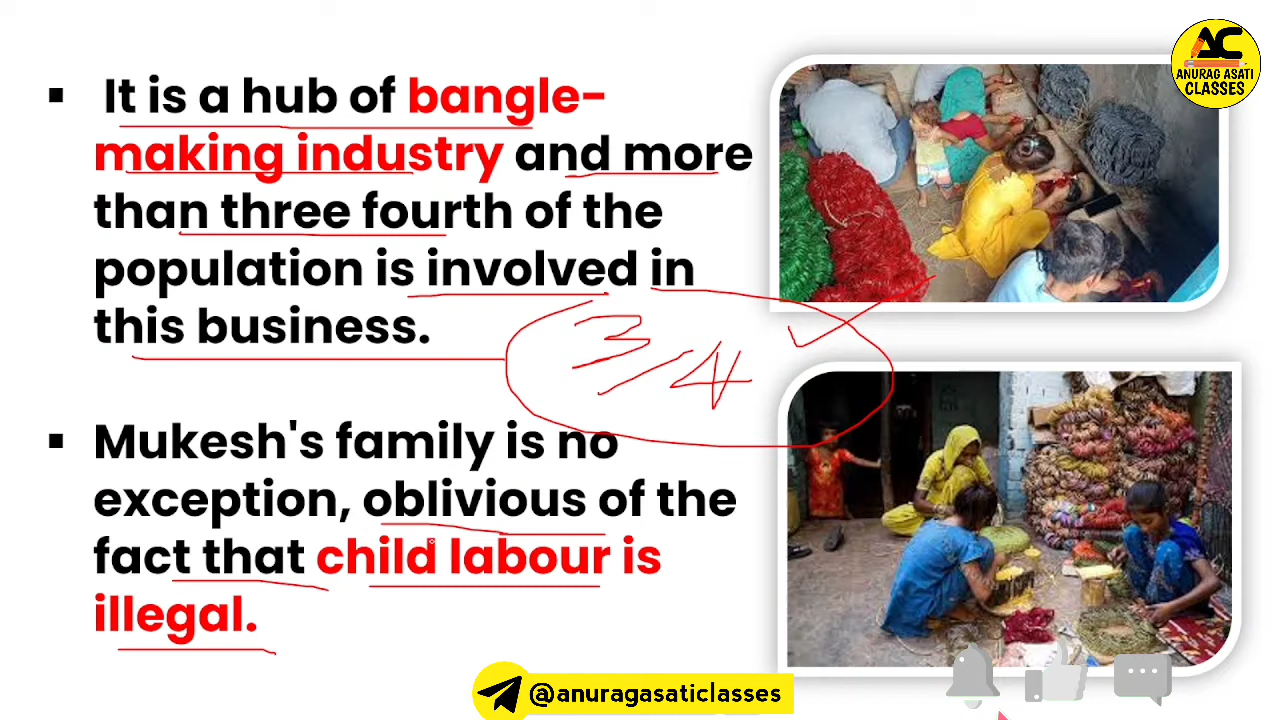 ▪ It is a hub of bangle-
making industry and more
than three fourth of the
population is involved in
this business.
3/4
▪ Mukesh's family is no
exception, oblivious of the
fact that child labour is
illegal.
AC
ANURAG ASATI
CLASSES
@anuragasaticlasses